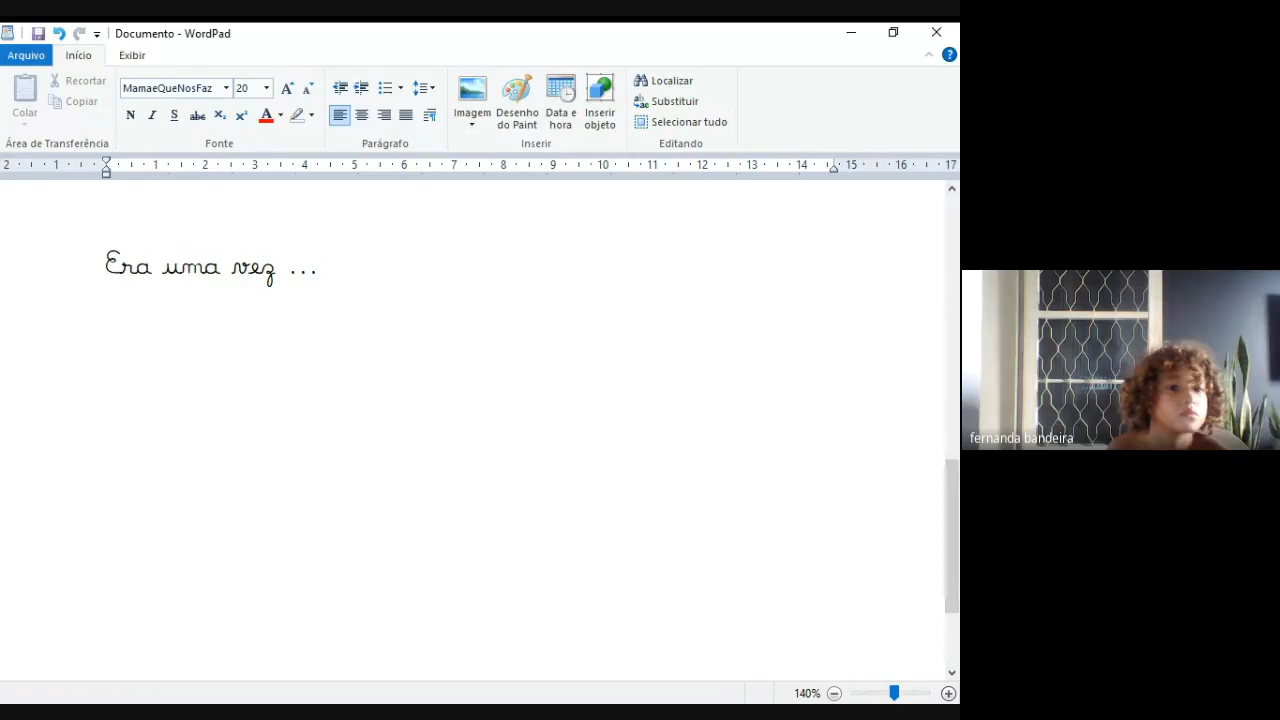 Documento - WordPad
Arquivo Início Exibir
Colar
Recortar
Copiar
Área de Transferência
MamaeQueNosFaz 20
N I S abc X₂ X² A
Fonte
Parágrafo
Imagem
Desenho do Paint
Data e hora
Inserir objeto
Inserir
Localizar
Substituir
Selecionar tudo
Editando
2 1 1 2 3 4 5 6 7 8 9 10 11 12 13 14 15 16 17
Era uma vez ...
fernanda bandeira
140%